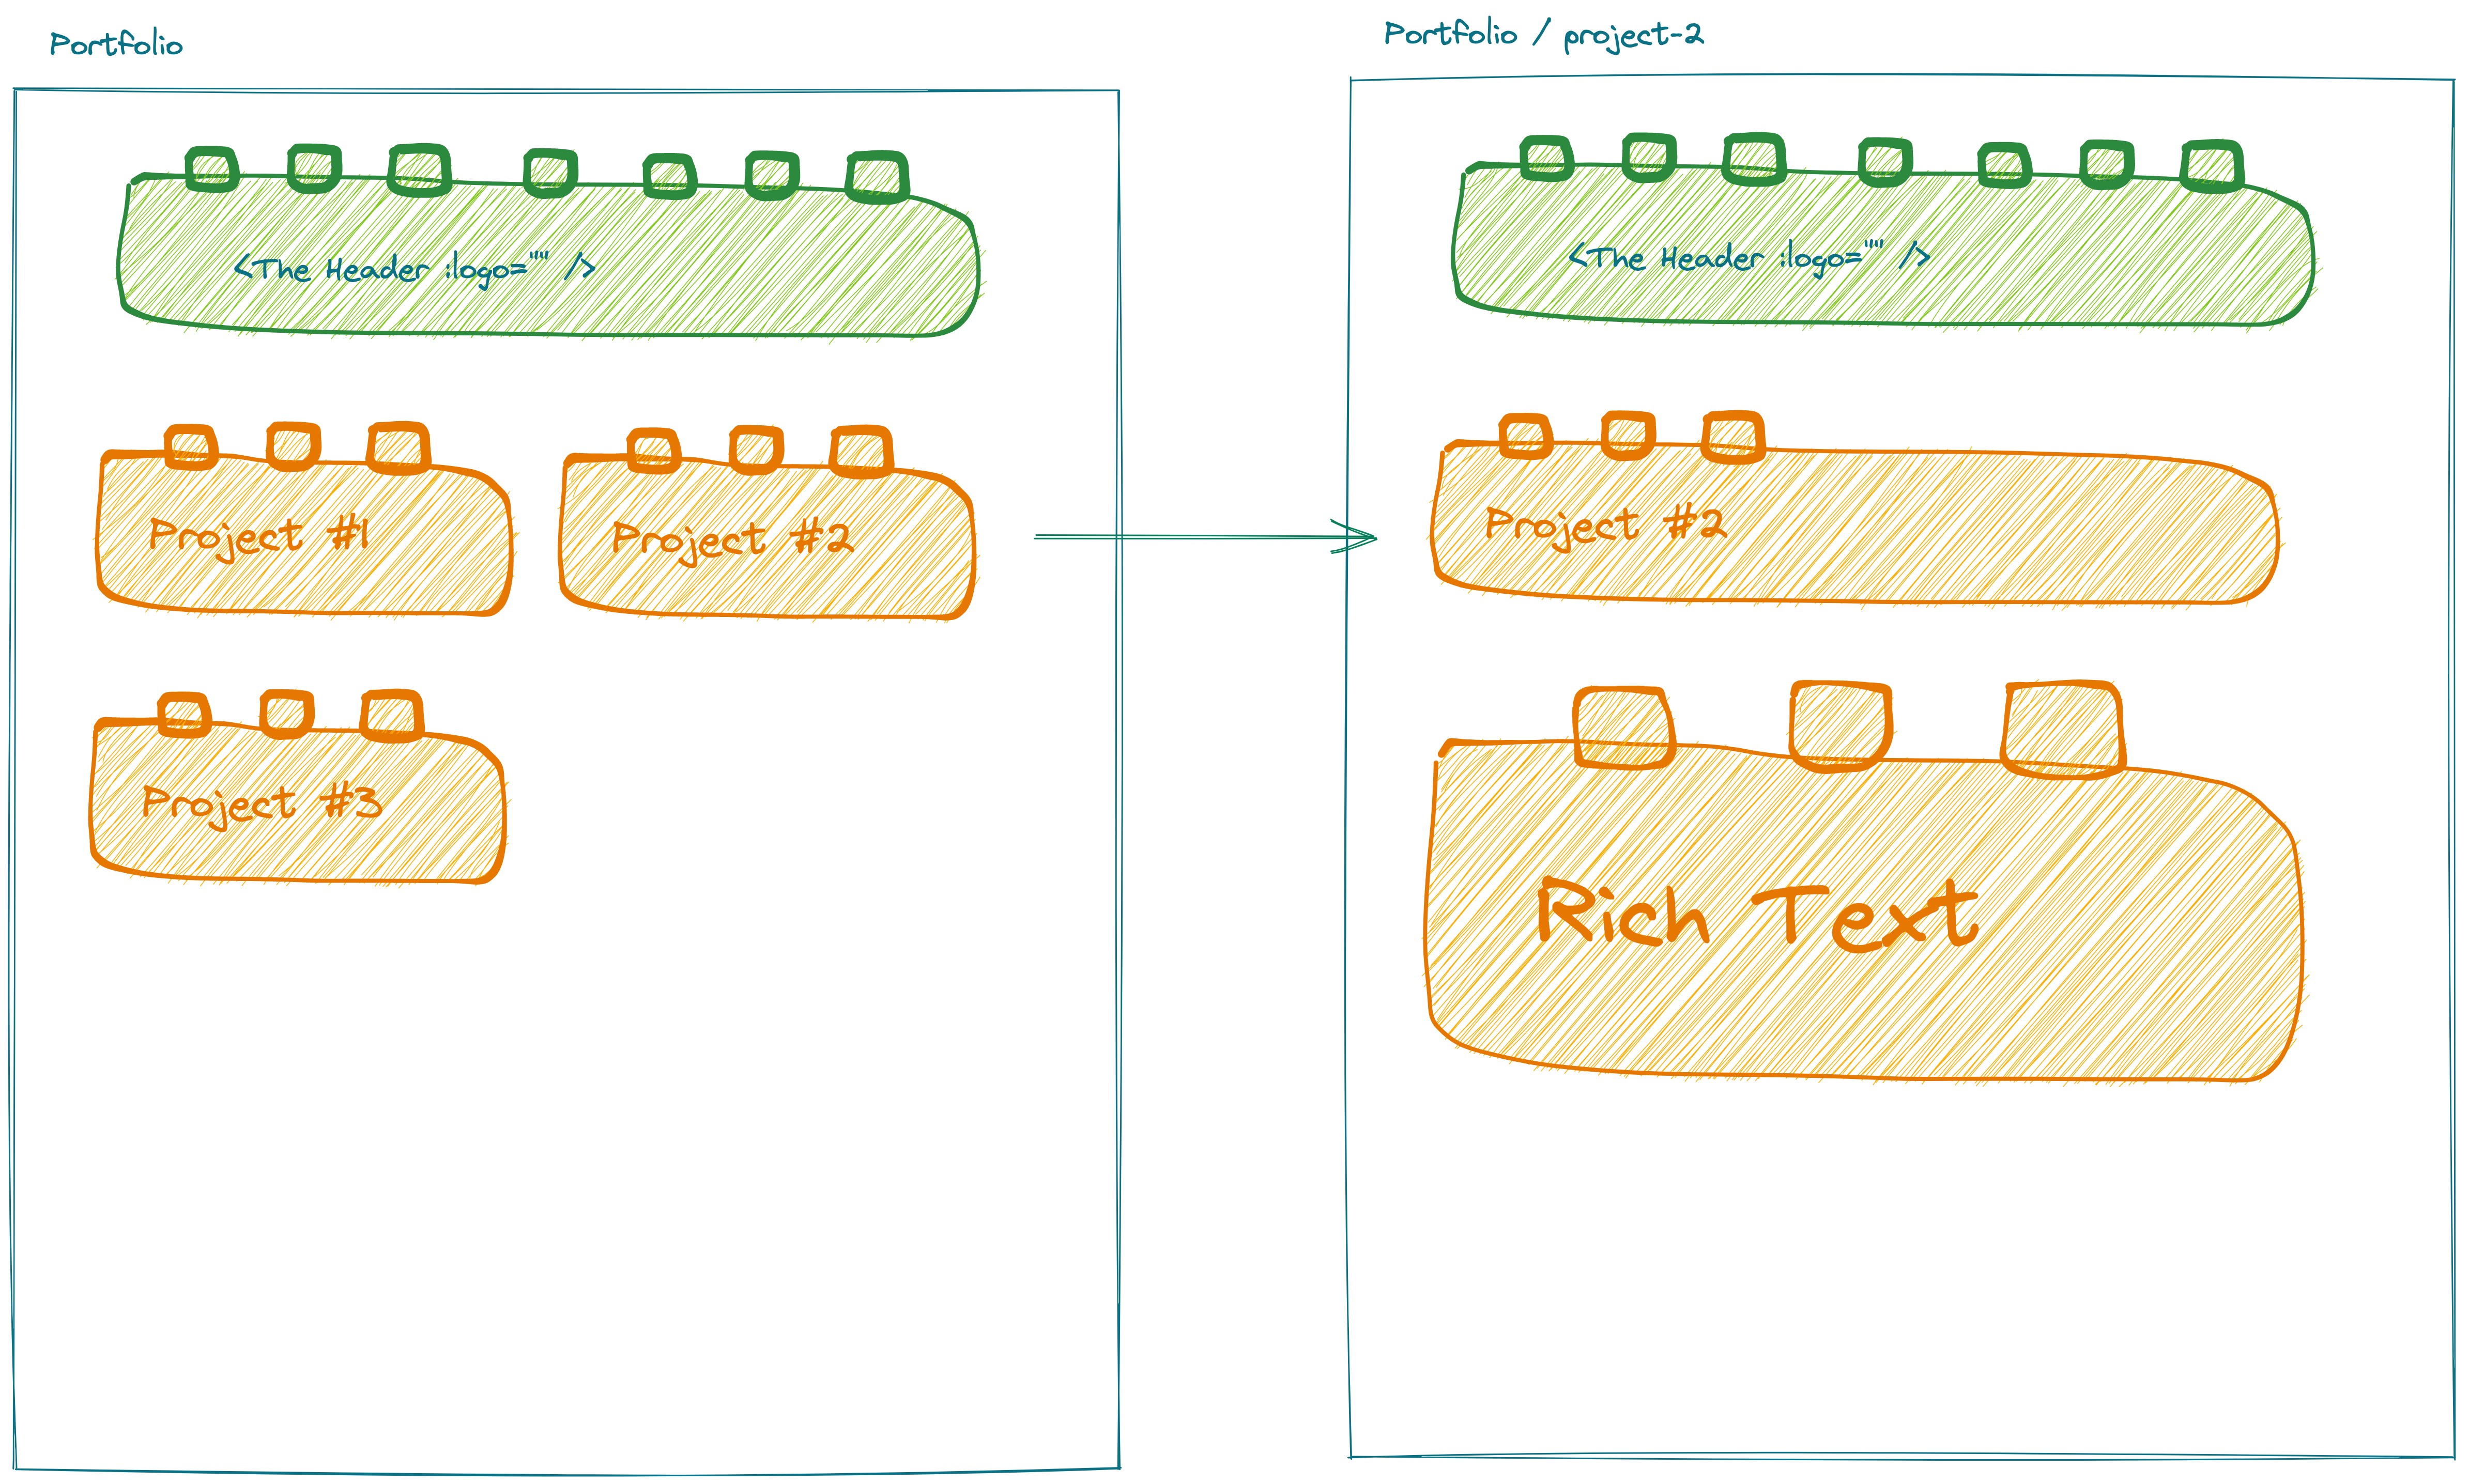 Portfolio
<The Header :logo="" />
Project #1
Project #2
Project #3
Portfolio / project-2
<The Header :logo="" />
Project #2
Rich Text